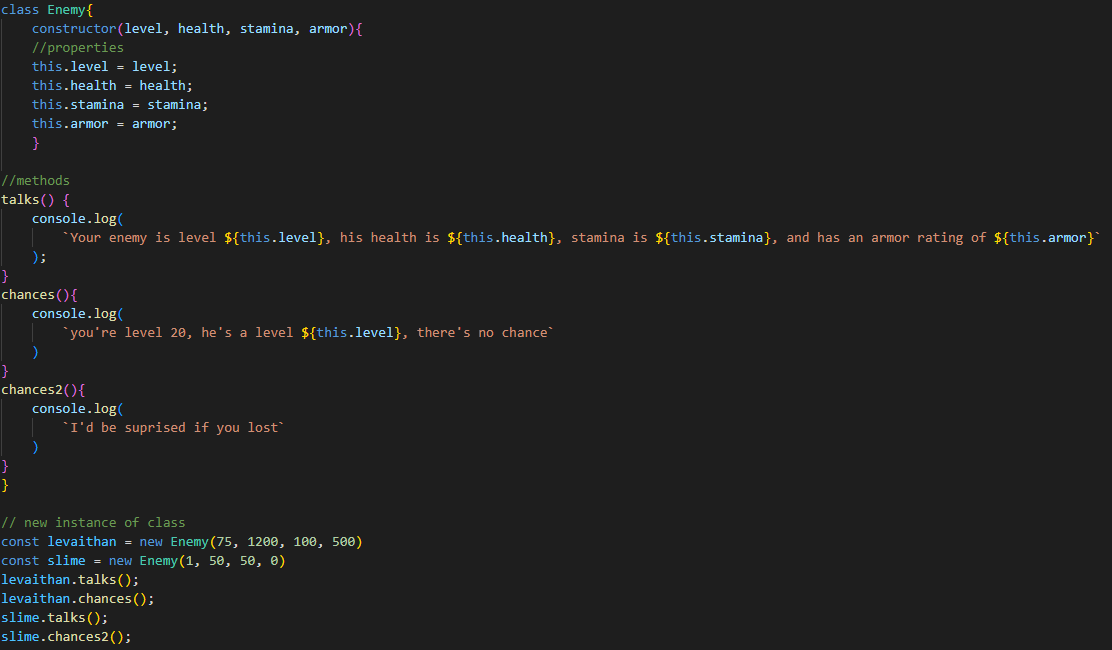 class Enemy{
    constructor(level, health, stamina, armor){
    //properties
    this.level = level;
    this.health = health;
    this.stamina = stamina;
    this.armor = armor;
    }

//methods
talks() {
    console.log(
        `Your enemy is level ${this.level}, his health is ${this.health}, stamina is ${this.stamina}, and has an armor rating of ${this.armor}`
    );
}
chances(){
    console.log(
        `you're level 20, he's a level ${this.level}, there's no chance`
    )
}
chances2(){
    console.log(
        `I'd be suprised if you lost`
    )
}
}

// new instance of class
const levaithan = new Enemy(75, 1200, 100, 500)
const slime = new Enemy(1, 50, 50, 0)
levaithan.talks();
levaithan.chances();
slime.talks();
slime.chances2();